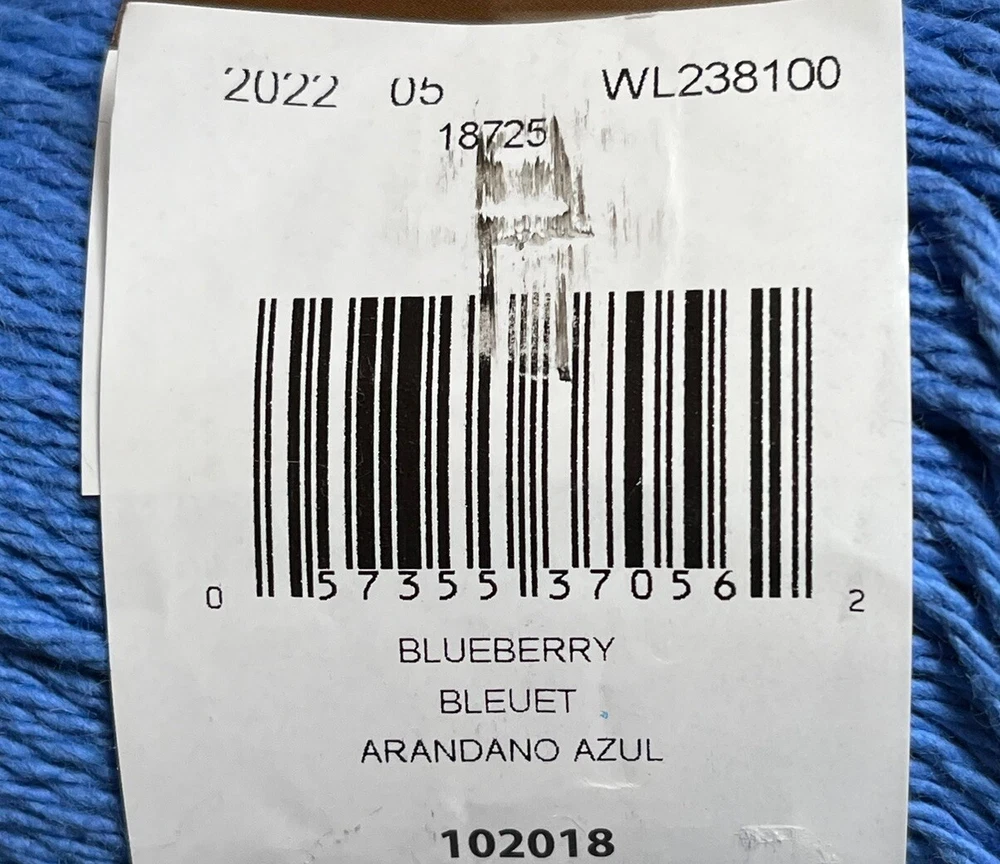 2022 05 WL238100
18725
0 57355 37056 2
BLUEBERRY
BLEUET
ARANDANO AZUL
102018